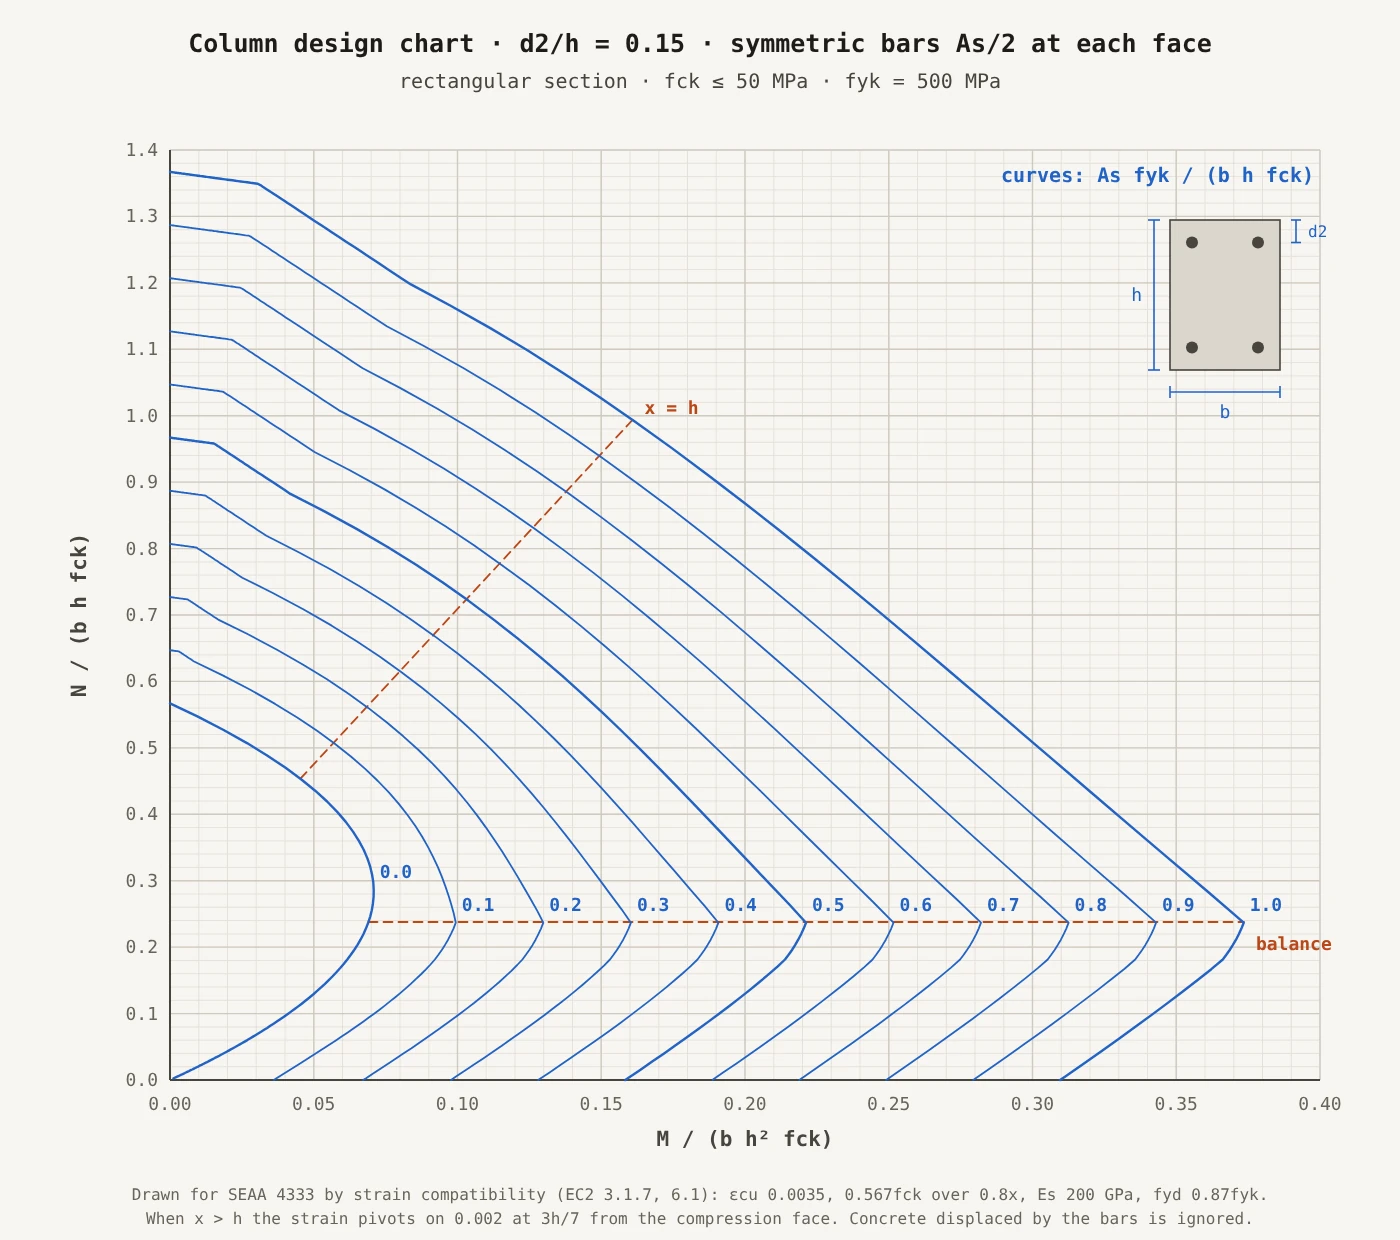 Column design chart · d2/h = 0.15 · symmetric bars As/2 at each face
rectangular section · fck ≤ 50 MPa · fyk = 500 MPa
curves: As fyk / (b h fck)
d2
h
b
N / (b h fck)
1.4
1.3
1.2
1.1
1.0
0.9
0.8
0.7
0.6
0.5
0.4
0.3
0.2
0.1
0.0
x = h
0.0
0.1
0.2
0.3
0.4
0.5
0.6
0.7
0.8
0.9
1.0
balance
0.00
0.05
0.10
0.15
0.20
0.25
0.30
0.35
0.40
M / (b h² fck)
Drawn for SEAA 4333 by strain compatibility (EC2 3.1.7, 6.1): εcu 0.0035, 0.567fck over 0.8x, Es 200 GPa, fyd 0.87fyk.
When x > h the strain pivots on 0.002 at 3h/7 from the compression face. Concrete displaced by the bars is ignored.